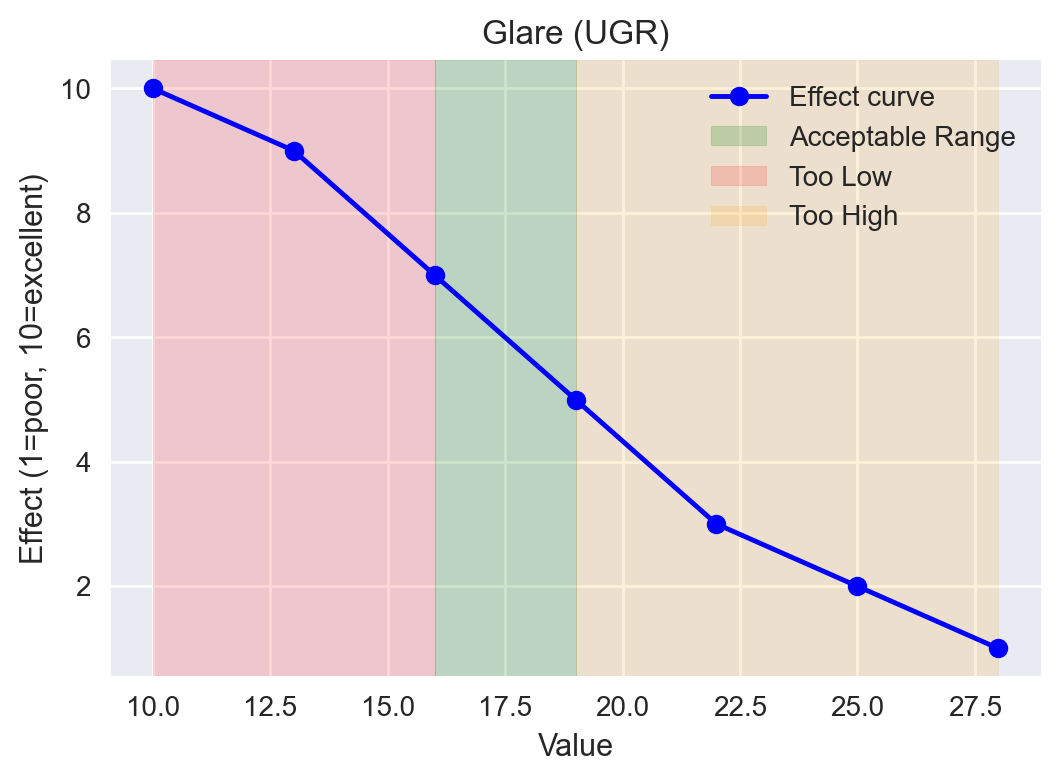 Glare (UGR)
Effect curve
Acceptable Range
Too Low
Too High
Effect (1=poor, 10=excellent)
10
8
6
4
2
10.0 12.5 15.0 17.5 20.0 22.5 25.0 27.5
Value